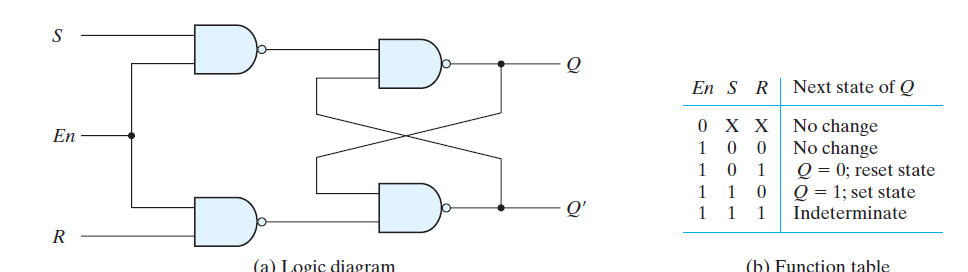 S
En
R
Q
Q'
(a) Logic diagram
En S R Next state of Q
0 X X No change
1 0 0 No change
1 0 1 Q = 0; reset state
1 1 0 Q = 1; set state
1 1 1 Indeterminate
(b) Function table